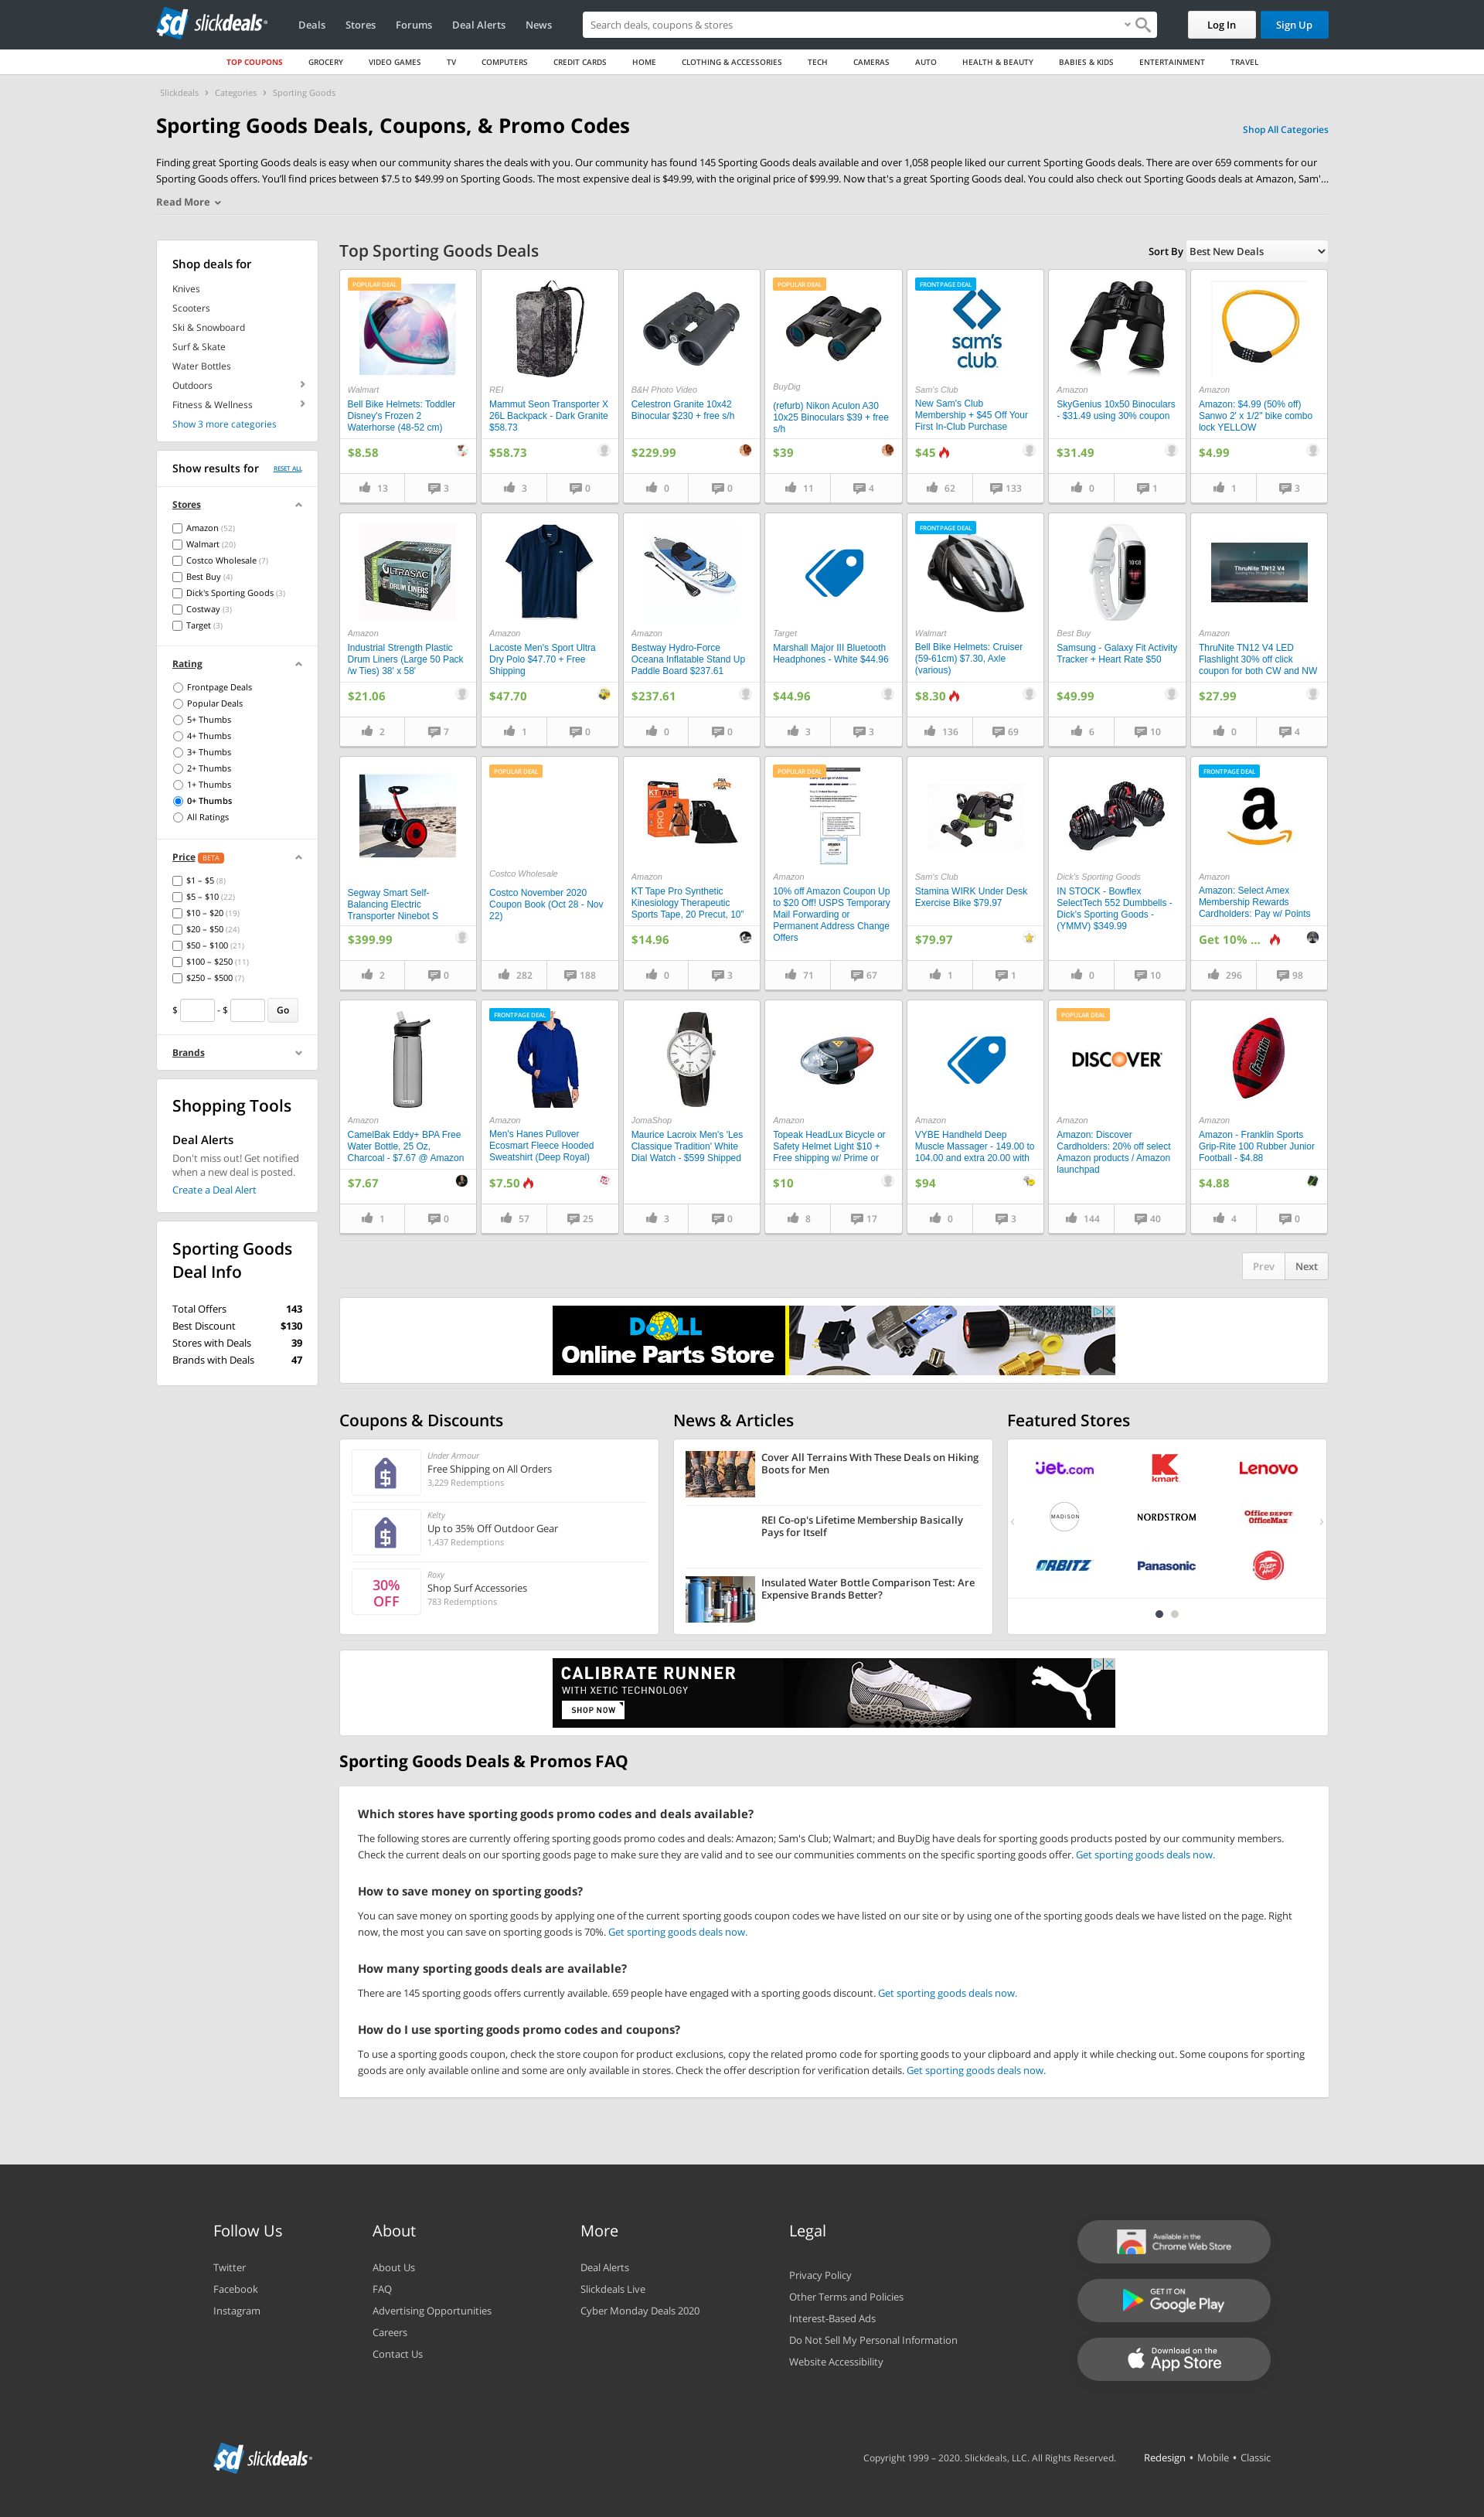 sd slickdeals
Deals
Stores
Forums
Deal Alerts
News
Search deals, coupons & stores
Log In
Sign Up
TOP COUPONS
GROCERY
VIDEO GAMES
TV
COMPUTERS
CREDIT CARDS
HOME
CLOTHING & ACCESSORIES
TECH
CAMERAS
AUTO
HEALTH & BEAUTY
BABIES & KIDS
ENTERTAINMENT
TRAVEL
Slickdeals › Categories › Sporting Goods
Sporting Goods Deals, Coupons, & Promo Codes
Shop All Categories
Finding great Sporting Goods deals is easy when our community shares the deals with you. Our community has found 145 Sporting Goods deals available and over 1,058 people liked our current Sporting Goods deals. There are over 659 comments for our
Sporting Goods offers. You'll find prices between $7.5 to $49.99 on Sporting Goods. The most expensive deal is $49.99, with the original price of $99.99. Now that's a great Sporting Goods deal. You could also check out Sporting Goods deals at Amazon, Sam'...
Read More
Shop deals for
Knives
Scooters
Ski & Snowboard
Surf & Skate
Water Bottles
Outdoors
Fitness & Wellness
Show 3 more categories
Show results for
RESET ALL
Stores
Amazon (52)
Walmart (20)
Costco Wholesale (7)
Best Buy (4)
Dick's Sporting Goods (3)
Costway (3)
Target (3)
Rating
Frontpage Deals
Popular Deals
5+ Thumbs
4+ Thumbs
3+ Thumbs
2+ Thumbs
1+ Thumbs
0+ Thumbs
All Ratings
Price BETA
$1 – $5 (8)
$5 – $10 (22)
$10 – $20 (19)
$20 – $50 (24)
$50 – $100 (21)
$100 – $250 (11)
$250 – $500 (7)
$ - $ Go
Brands
Shopping Tools
Deal Alerts
Don't miss out! Get notified
when a new deal is posted.
Create a Deal Alert
Sporting Goods
Deal Info
Total Offers 143
Best Discount $130
Stores with Deals 39
Brands with Deals 47
Top Sporting Goods Deals
Sort By Best New Deals
POPULAR DEAL
Walmart
Bell Bike Helmets: Toddler
Disney's Frozen 2
Waterhorse (48-52 cm)
$8.58
13 3
REI
Mammut Seon Transporter X
26L Backpack - Dark Granite
$58.73
$58.73
3 0
B&H Photo Video
Celestron Granite 10x42
Binocular $230 + free s/h
$229.99
0 0
POPULAR DEAL
BuyDig
(refurb) Nikon Aculon A30
10x25 Binoculars $39 + free
s/h
$39
11 4
FRONTPAGE DEAL
sam's
club
Sam's Club
New Sam's Club
Membership + $45 Off Your
First In-Club Purchase
$45
62 133
Amazon
SkyGenius 10x50 Binoculars
- $31.49 using 30% coupon
$31.49
0 1
Amazon
Amazon: $4.99 (50% off)
Sanwo 2' x 1/2" bike combo
lock YELLOW
$4.99
1 3
ULTRASAC
DRUM LINERS
Amazon
Industrial Strength Plastic
Drum Liners (Large 50 Pack
/w Ties) 38' x 58'
$21.06
2 7
Amazon
Lacoste Men's Sport Ultra
Dry Polo $47.70 + Free
Shipping
$47.70
1 0
Amazon
Bestway Hydro-Force
Oceana Inflatable Stand Up
Paddle Board $237.61
$237.61
0 0
Target
Marshall Major III Bluetooth
Headphones - White $44.96
$44.96
3 3
FRONTPAGE DEAL
Walmart
Bell Bike Helmets: Cruiser
(59-61cm) $7.30, Axle
(various)
$8.30
136 69
Best Buy
Samsung - Galaxy Fit Activity
Tracker + Heart Rate $50
$49.99
6 10
ThruNite TN12 V4
Amazon
ThruNite TN12 V4 LED
Flashlight 30% off click
coupon for both CW and NW
$27.99
0 4
Segway Smart Self-
Balancing Electric
Transporter Ninebot S
$399.99
2 0
POPULAR DEAL
Costco Wholesale
Costco November 2020
Coupon Book (Oct 28 - Nov
22)
282 188
KT TAPE
PRO
Amazon
KT Tape Pro Synthetic
Kinesiology Therapeutic
Sports Tape, 20 Precut, 10"
$14.96
0 3
POPULAR DEAL
Amazon
10% off Amazon Coupon Up
to $20 Off! USPS Temporary
Mail Forwarding or
Permanent Address Change
Offers
71 67
Sam's Club
Stamina WIRK Under Desk
Exercise Bike $79.97
$79.97
1 1
Dick's Sporting Goods
IN STOCK - Bowflex
SelectTech 552 Dumbbells -
Dick's Sporting Goods -
(YMMV) $349.99
0 10
FRONTPAGE DEAL
a
Amazon
Amazon: Select Amex
Membership Rewards
Cardholders: Pay w/ Points
Get 10% ...
296 98
Amazon
CamelBak Eddy+ BPA Free
Water Bottle, 25 Oz,
Charcoal - $7.67 @ Amazon
$7.67
1 0
FRONTPAGE DEAL
Amazon
Men's Hanes Pullover
Ecosmart Fleece Hooded
Sweatshirt (Deep Royal)
$7.50
57 25
JomaShop
Maurice Lacroix Men's 'Les
Classique Tradition' White
Dial Watch - $599 Shipped
3 0
Amazon
Topeak HeadLux Bicycle or
Safety Helmet Light $10 +
Free shipping w/ Prime or
$10
8 17
Amazon
VYBE Handheld Deep
Muscle Massager - 149.00 to
104.00 and extra 20.00 with
$94
0 3
POPULAR DEAL
DISCOVER
Amazon
Amazon: Discover
Cardholders: 20% off select
Amazon products / Amazon
launchpad
144 40
franklin
Amazon
Amazon - Franklin Sports
Grip-Rite 100 Rubber Junior
Football - $4.88
$4.88
4 0
Prev
Next
DoALL
Online Parts Store
Coupons & Discounts
Under Armour
Free Shipping on All Orders
3,229 Redemptions
Kelty
Up to 35% Off Outdoor Gear
1,437 Redemptions
30%
OFF
Roxy
Shop Surf Accessories
783 Redemptions
News & Articles
Cover All Terrains With These Deals on Hiking
Boots for Men
REI Co-op's Lifetime Membership Basically
Pays for Itself
Insulated Water Bottle Comparison Test: Are
Expensive Brands Better?
Featured Stores
jet.com
K
kmart
Lenovo
MADISON
NORDSTROM
Office DEPOT
OfficeMax
ORBITZ
Panasonic
Pizza Hut
CALIBRATE RUNNER
WITH XETIC TECHNOLOGY
SHOP NOW
Sporting Goods Deals & Promos FAQ
Which stores have sporting goods promo codes and deals available?
The following stores are currently offering sporting goods promo codes and deals: Amazon; Sam's Club; Walmart; and BuyDig have deals for sporting goods products posted by our community members.
Check the current deals on our sporting goods page to make sure they are valid and to see our communities comments on the specific sporting goods offer. Get sporting goods deals now.
How to save money on sporting goods?
You can save money on sporting goods by applying one of the current sporting goods coupon codes we have listed on our site or by using one of the sporting goods deals we have listed on the page. Right
now, the most you can save on sporting goods is 70%. Get sporting goods deals now.
How many sporting goods deals are available?
There are 145 sporting goods offers currently available. 659 people have engaged with a sporting goods discount. Get sporting goods deals now.
How do I use sporting goods promo codes and coupons?
To use a sporting goods coupon, check the store coupon for product exclusions, copy the related promo code for sporting goods to your clipboard and apply it while checking out. Some coupons for sporting
goods are only available online and some are only available in stores. Check the offer description for verification details. Get sporting goods deals now.
Follow Us
Twitter
Facebook
Instagram
About
About Us
FAQ
Advertising Opportunities
Careers
Contact Us
More
Deal Alerts
Slickdeals Live
Cyber Monday Deals 2020
Legal
Privacy Policy
Other Terms and Policies
Interest-Based Ads
Do Not Sell My Personal Information
Website Accessibility
Available in the
Chrome Web Store
GET IT ON
Google Play
Download on the
App Store
sd slickdeals
Copyright 1999 – 2020. Slickdeals, LLC. All Rights Reserved.
Redesign • Mobile • Classic